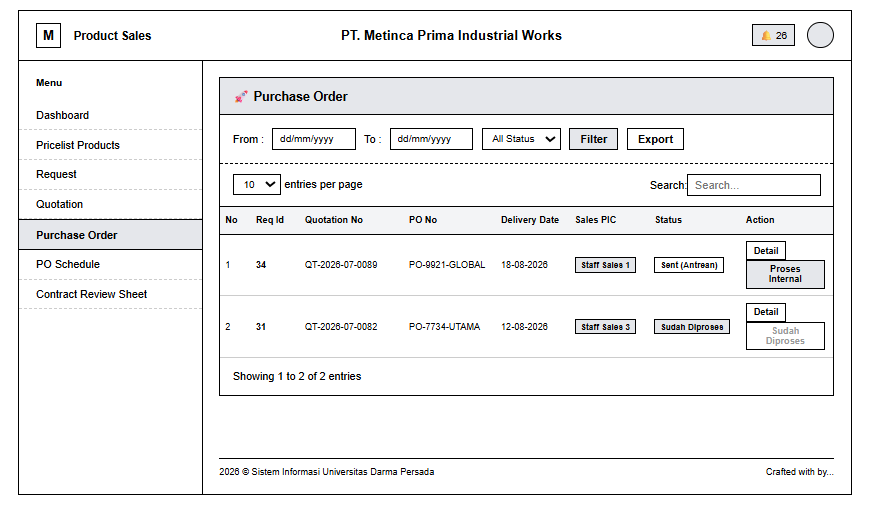 M Product Sales PT. Metinca Prima Industrial Works 26
Menu
Dashboard
Pricelist Products
Request
Quotation
Purchase Order
PO Schedule
Contract Review Sheet
Purchase Order
From : dd/mm/yyyy To : dd/mm/yyyy All Status Filter Export
10 entries per page Search: Search...
No Req Id Quotation No PO No Delivery Date Sales PIC Status Action
1 34 QT-2026-07-0089 PO-9921-GLOBAL 18-08-2026 Staff Sales 1 Sent (Antrean) Detail
Proses
Internal
2 31 QT-2026-07-0082 PO-7734-UTAMA 12-08-2026 Staff Sales 3 Sudah Diproses Detail
Sudah
Diproses
Showing 1 to 2 of 2 entries
2026 © Sistem Informasi Universitas Darma Persada Crafted with by...